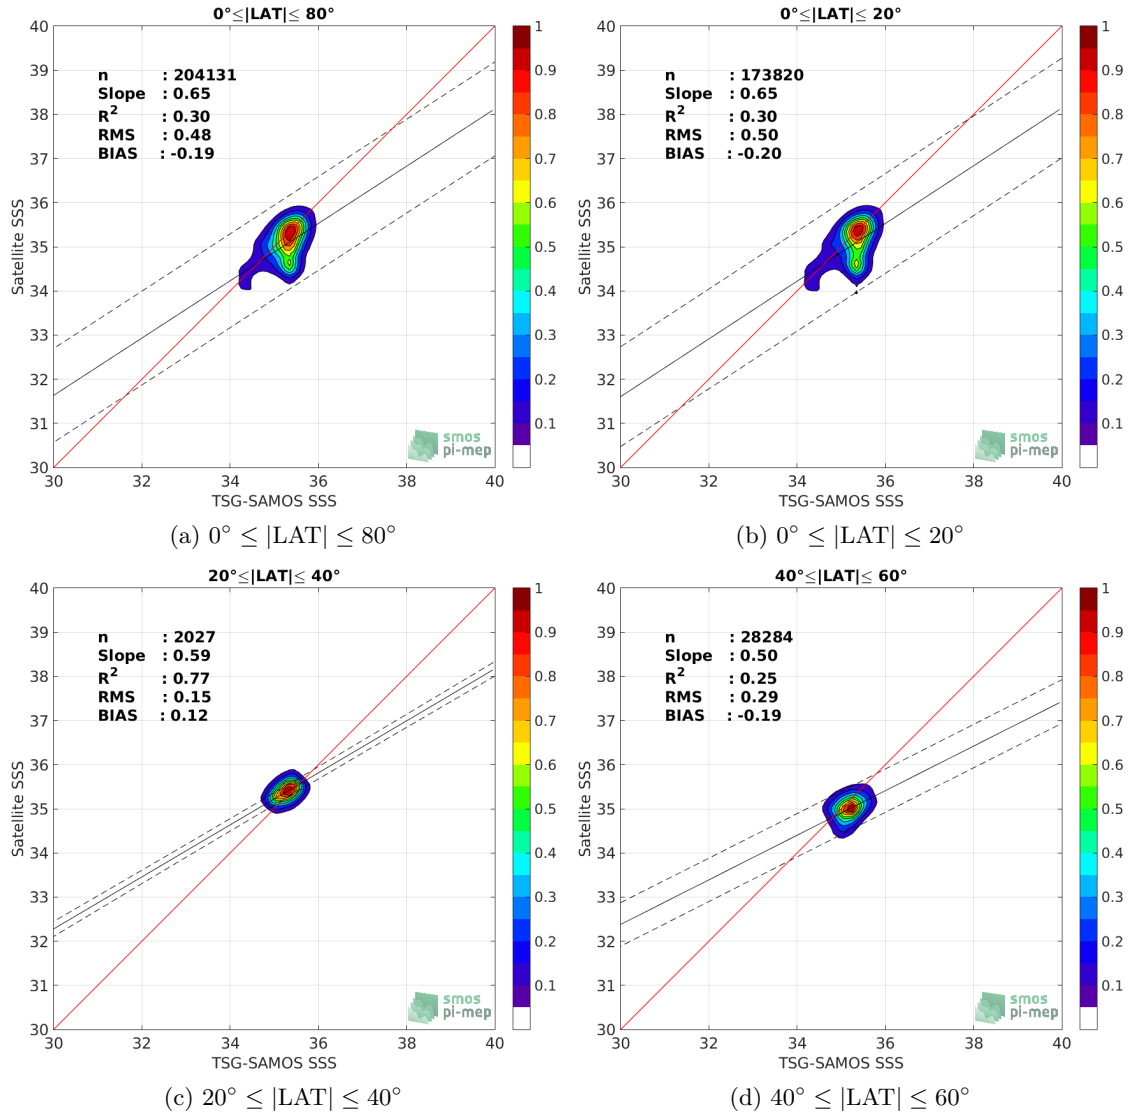 0°≤|LAT|≤ 80°
n : 204131
Slope : 0.65
R² : 0.30
RMS : 0.48
BIAS : -0.19
40
39
38
37
36
35
34
33
32
31
30
Satellite SSS
30 32 34 36 38 40
TSG-SAMOS SSS
smos
pi-mep
1
0.9
0.8
0.7
0.6
0.5
0.4
0.3
0.2
0.1
(a) 0° ≤ |LAT| ≤ 80°
0°≤|LAT|≤ 20°
n : 173820
Slope : 0.65
R² : 0.30
RMS : 0.50
BIAS : -0.20
40
39
38
37
36
35
34
33
32
31
30
Satellite SSS
30 32 34 36 38 40
TSG-SAMOS SSS
smos
pi-mep
1
0.9
0.8
0.7
0.6
0.5
0.4
0.3
0.2
0.1
(b) 0° ≤ |LAT| ≤ 20°
20°≤|LAT|≤ 40°
n : 2027
Slope : 0.59
R² : 0.77
RMS : 0.15
BIAS : 0.12
40
39
38
37
36
35
34
33
32
31
30
Satellite SSS
30 32 34 36 38 40
TSG-SAMOS SSS
smos
pi-mep
1
0.9
0.8
0.7
0.6
0.5
0.4
0.3
0.2
0.1
(c) 20° ≤ |LAT| ≤ 40°
40°≤|LAT|≤ 60°
n : 28284
Slope : 0.50
R² : 0.25
RMS : 0.29
BIAS : -0.19
40
39
38
37
36
35
34
33
32
31
30
Satellite SSS
30 32 34 36 38 40
TSG-SAMOS SSS
smos
pi-mep
1
0.9
0.8
0.7
0.6
0.5
0.4
0.3
0.2
0.1
(d) 40° ≤ |LAT| ≤ 60°